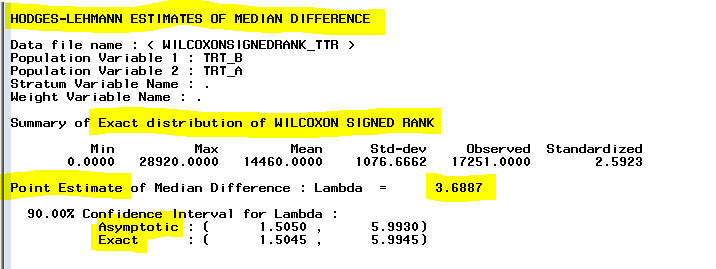 HODGES-LEHMANN ESTIMATES OF MEDIAN DIFFERENCE
Data file name : < WILCOXONSIGNEDRANK_TTR >
Population Variable 1 : TRT_B
Population Variable 2 : TRT_A
Stratum Variable Name : .
Weight Variable Name : .
Summary of Exact distribution of WILCOXON SIGNED RANK
Min Max Mean Std-dev Observed Standardized
0.0000 28920.0000 14460.0000 1076.6662 17251.0000 2.5923
Point Estimate of Median Difference : Lambda = 3.6887
90.00% Confidence Interval for Lambda :
Asymptotic : ( 1.5050 , 5.9930)
Exact : ( 1.5045 , 5.9945)